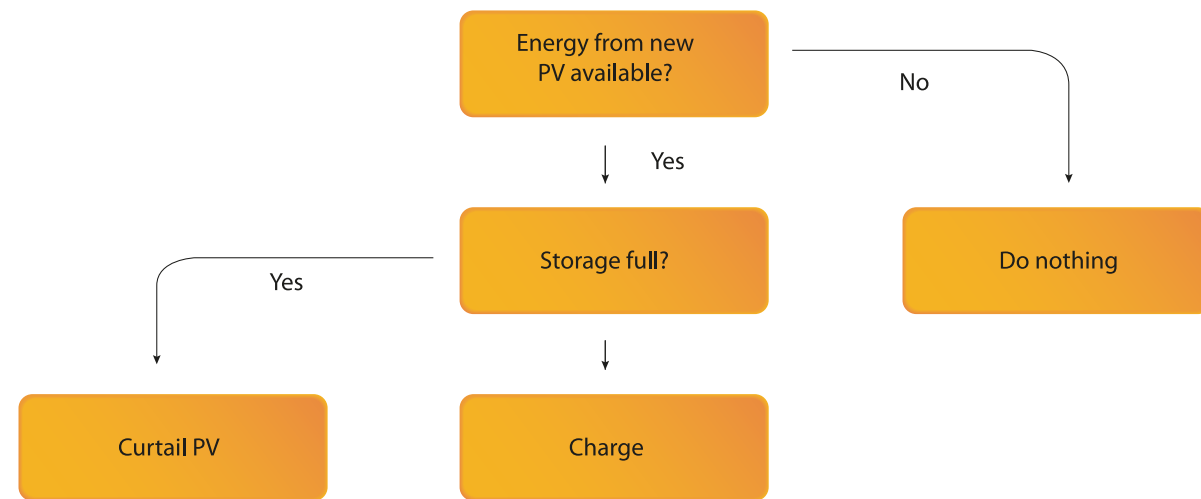 Energy from new
PV available?
No
Yes
Storage full?
Do nothing
Yes
Curtail PV
Charge